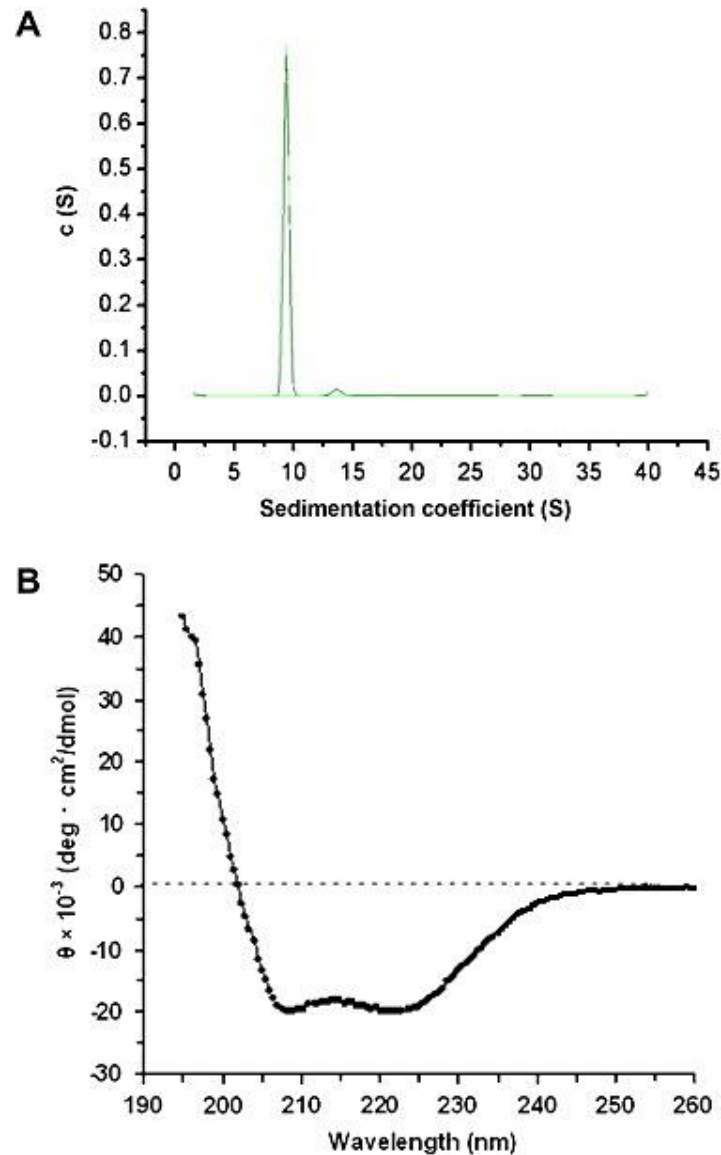 A
0.8
0.7
0.6
0.5
0.4
0.3
0.2
0.1
0.0
-0.1
c (S)
0 5 10 15 20 25 30 35 40 45
Sedimentation coefficient (S)
B
50
40
30
20
10
0
-10
-20
-30
θ × 10⁻³ (deg · cm²/dmol)
190 200 210 220 230 240 250 260
Wavelength (nm)